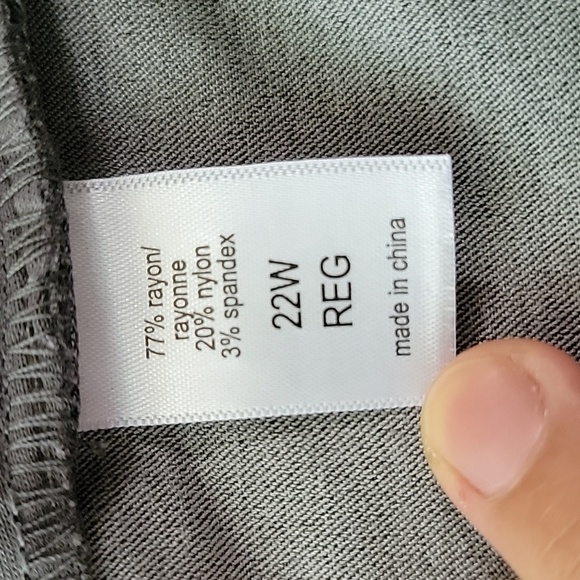 77% rayon/
rayonne
20% nylon
3% spandex
22W
REG
made in china